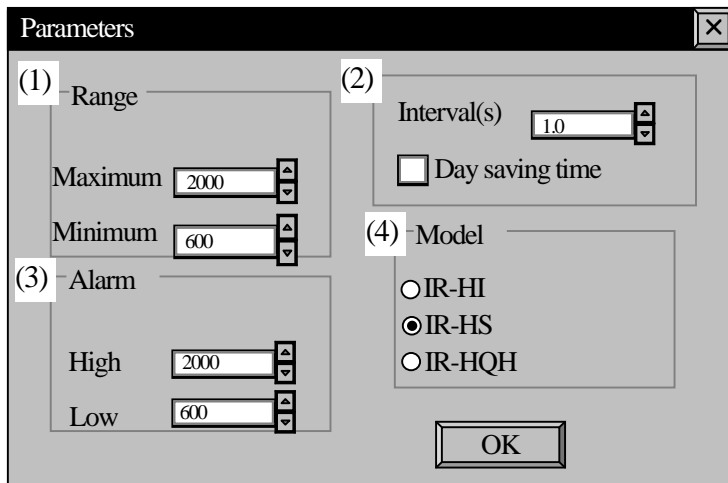 Parameters
(1) Range
Maximum 2000
Minimum 600
(2)
Interval(s) 1.0
Day saving time
(3) Alarm
High 2000
Low 600
(4) Model
IR-HI
IR-HS
IR-HQH
OK